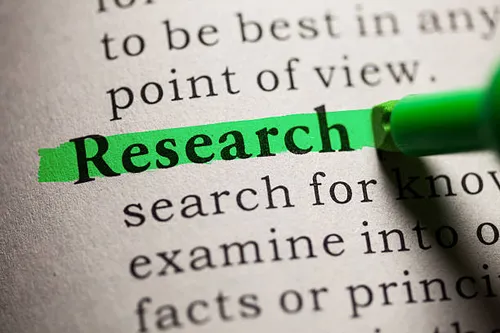 to be best in any
point of view.
Research
search for
examine into
facts or